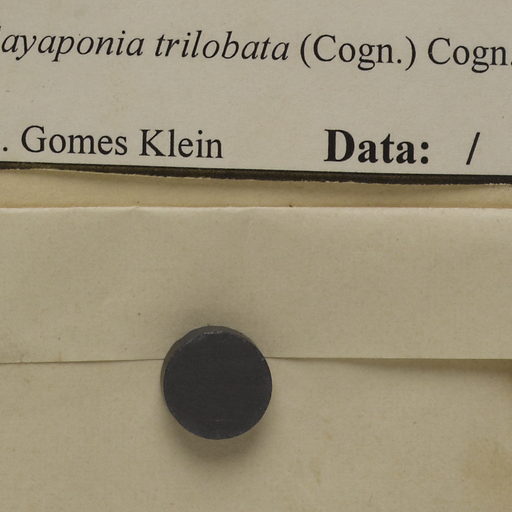 ayaponia trilobata (Cogn.) Cogn.
. Gomes Klein Data: /